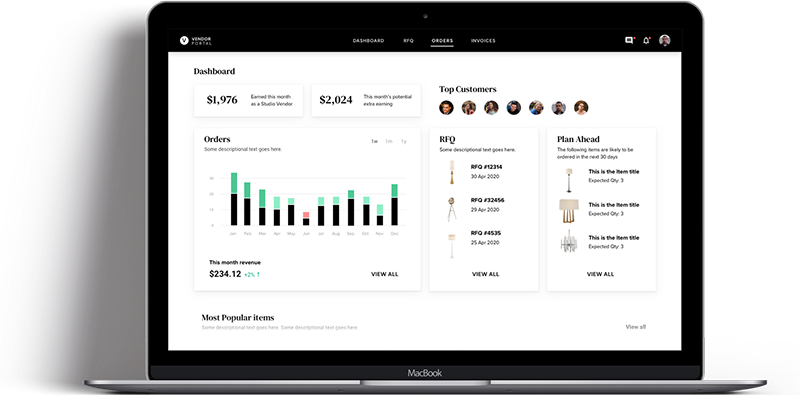 VENDOR
PORTAL
DASHBOARD
RFQ
ORDERS
INVOICES
Dashboard
$1,976
Earned this month
as a Studio Vendor
$2,024
This month's potential
extra earning
Top Customers
Orders
Some descriptional text goes here.
1w
1m
1y
30
20
10
0
Jan Feb Mar Apr May Jun Jan Jun Sep Oct Nov Dec
This month revenue
$234.12 +2% ↑
VIEW ALL
RFQ
Some descriptional text goes here.
RFQ #12314
30 Apr 2020
RFQ #32456
29 Apr 2020
RFQ #4535
25 Apr 2020
VIEW ALL
Plan Ahead
The following items are likely to
be ordered in the next 30 days
This is the Item title
Expected Qty: 3
This is the Item title
Expected Qty: 3
This is the Item title
Expected Qty: 3
VIEW ALL
Most Popular items
Some descriptional text goes here. Some descriptional text goes here.
View all
MacBook